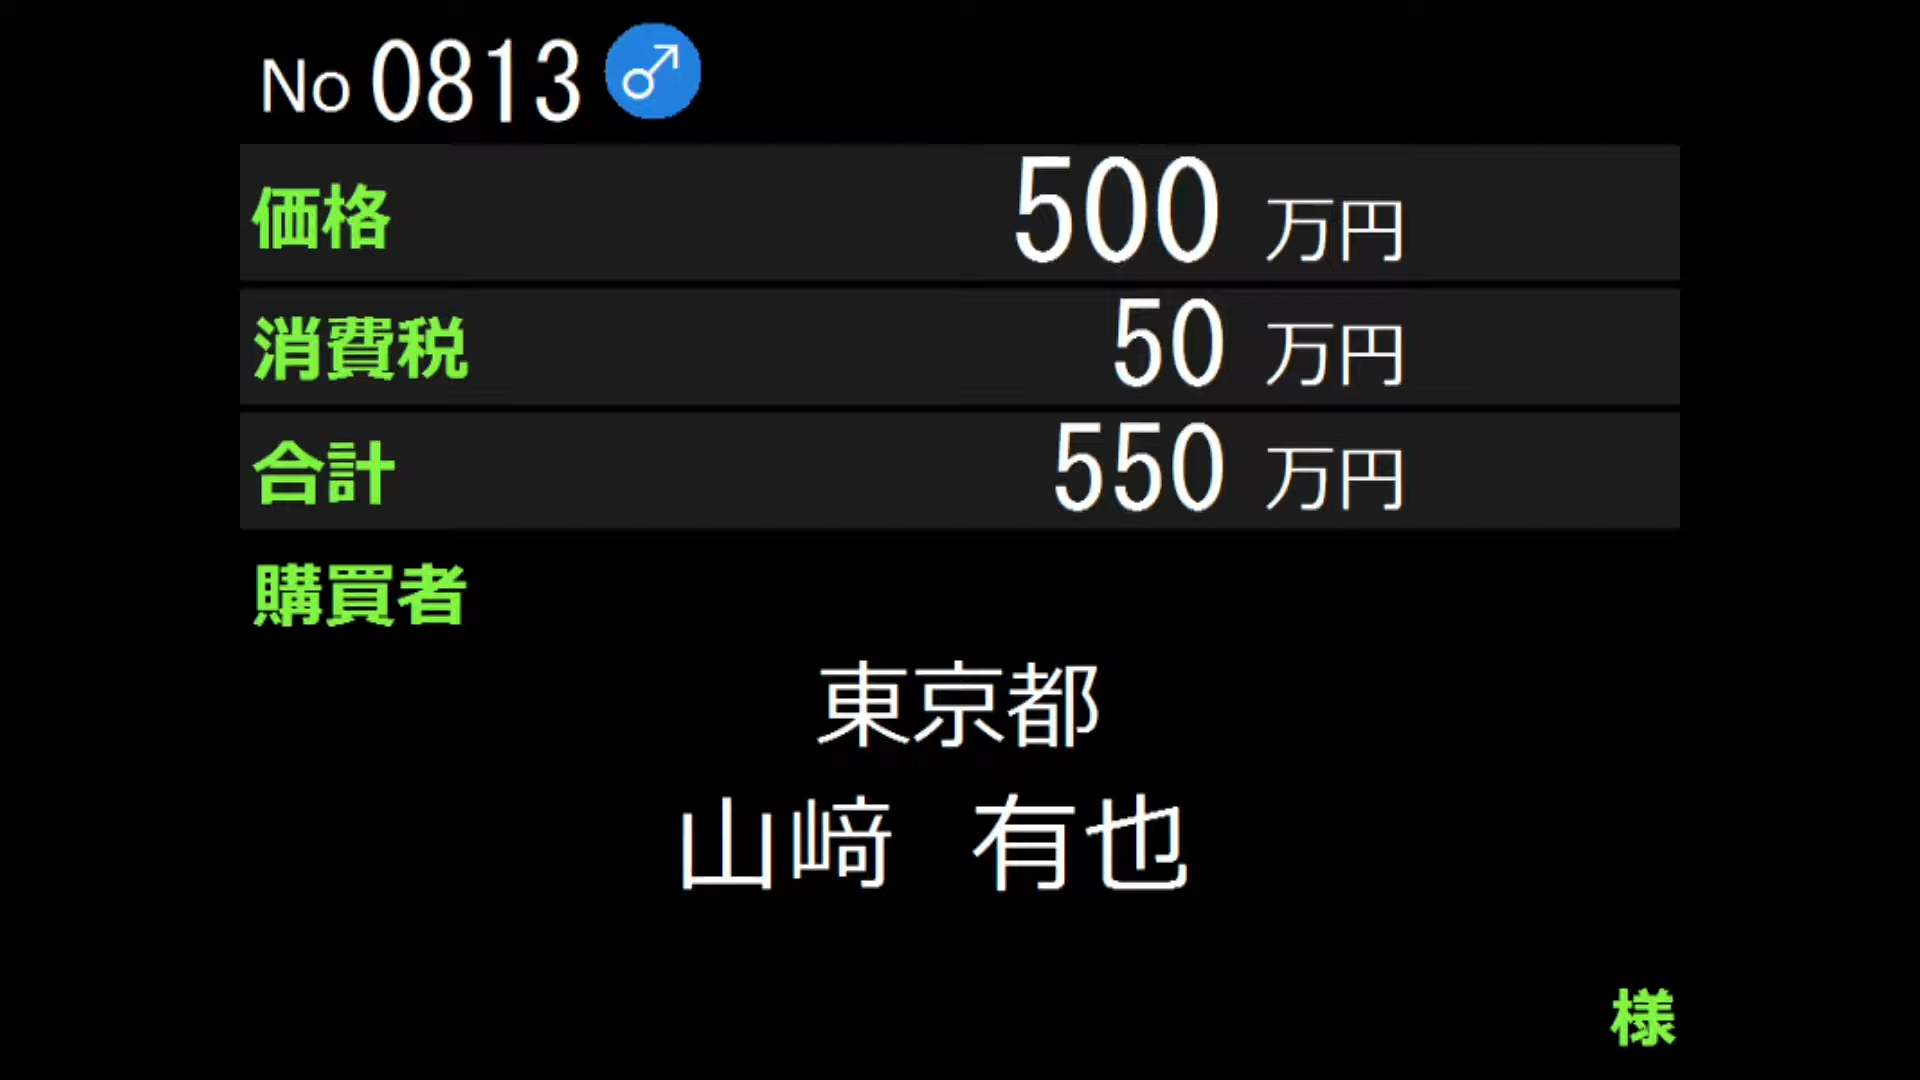 No 0813 ♂
価格 500 万円
消費税 50 万円
合計 550 万円
購買者
東京都
山﨑 有也
様